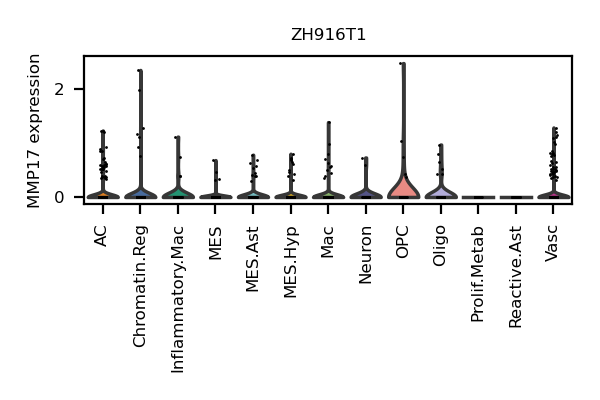 ZH916T1
MMP17 expression
2
0
AC
Chromatin.Reg
Inflammatory.Mac
MES
MES.Ast
MES.Hyp
Mac
Neuron
OPC
Oligo
Prolif.Metab
Reactive.Ast
Vasc